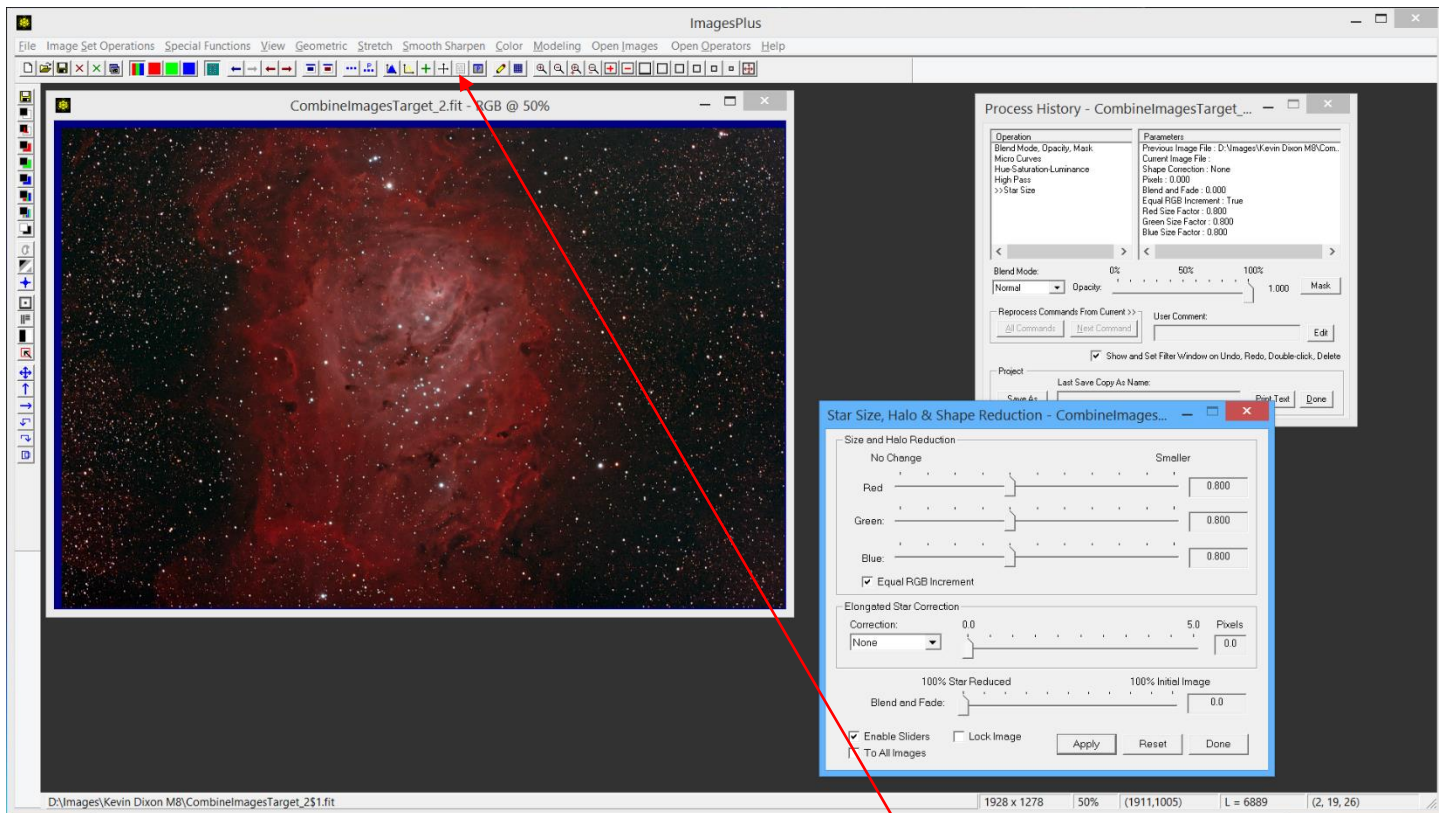 ImagesPlus
File Image Set Operations Special Functions View Geometric Stretch Smooth Sharpen Color Modeling Open Images Open Operators Help
CombineImagesTarget_2.fit - RGB @ 50%
Process History - CombineImagesTarget_...
Operation Parameters
Blend Mode, Opacity, Mask Previous Image File : D:\Images\Kevin Dixon M8\Com..
Micro Curves Current Image File :
Hue-Saturation-Luminance Shape Correction : None
High Pass Pixels : 0.000
>>Star Size Blend and Fade : 0.000
Equal RGB Increment : True
Red Size Factor : 0.800
Green Size Factor : 0.800
Blue Size Factor : 0.800
Blend Mode: 0% 50% 100%
Normal Opacity: 1.000 Mask
Reprocess Commands From Current >> User Comment:
All Commands Next Command Edit
Show and Set Filter Window on Undo, Redo, Double-click, Delete
Project
Last Save Copy As Name:
Save As Print Text Done
Star Size, Halo & Shape Reduction - CombineImages...
Size and Halo Reduction
No Change Smaller
Red 0.800
Green: 0.800
Blue: 0.800
Equal RGB Increment
Elongated Star Correction
Correction: 0.0 5.0 Pixels
None 0.0
100% Star Reduced 100% Initial Image
Blend and Fade: 0.0
Enable Sliders Lock Image
To All Images Apply Reset Done
D:\Images\Kevin Dixon M8\CombineImagesTarget_2$1.fit 1928 x 1278 50% (1911,1005) L = 6889 (2, 19, 26)